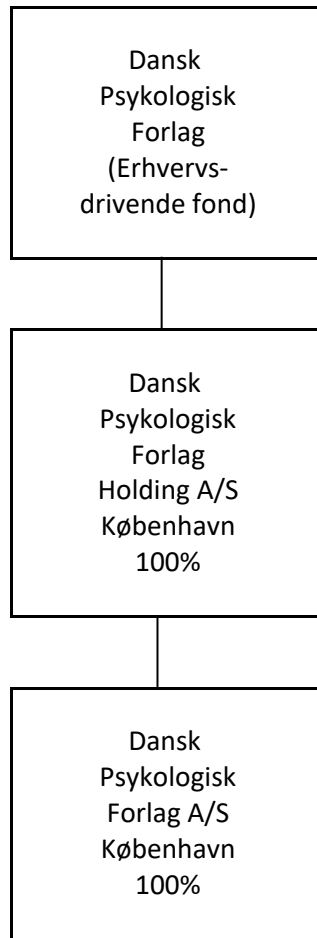 Dansk
Psykologisk
Forlag
(Erhvervs-
drivende fond)
Dansk
Psykologisk
Forlag
Holding A/S
København
100%
Dansk
Psykologisk
Forlag A/S
København
100%